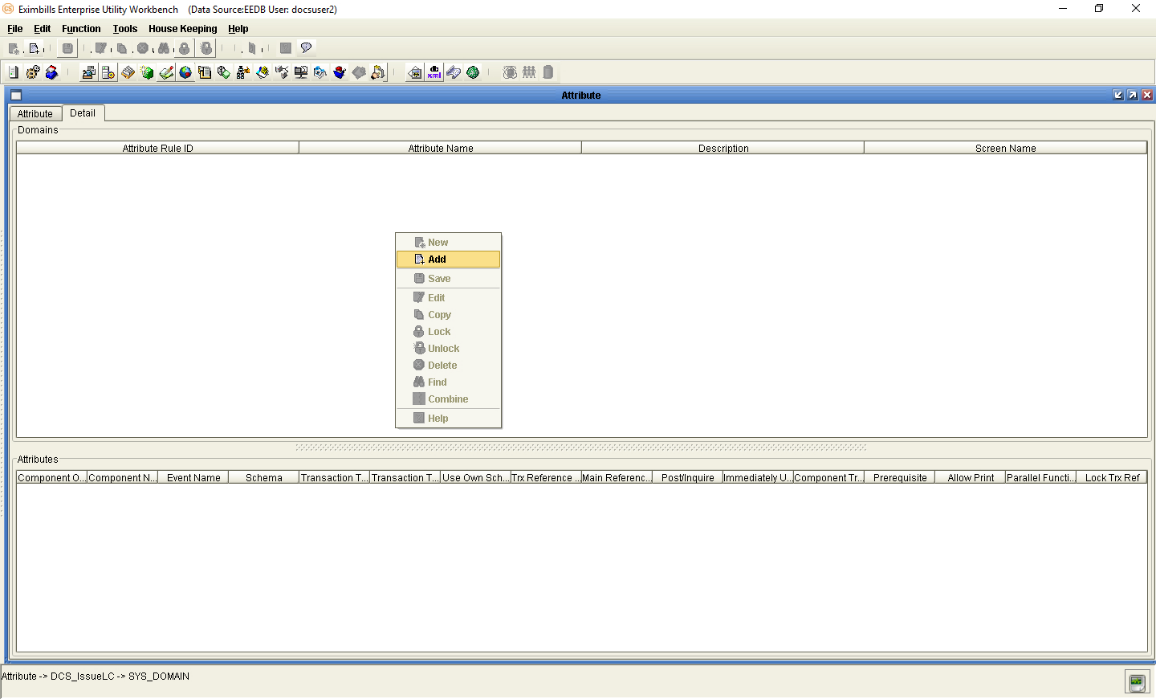 Eximbills Enterprise Utility Workbench (Data Source:EEDB User: docsuser2)
File Edit Function Tools House Keeping Help
Attribute
Attribute Detail
Domains
Attribute Rule ID Attribute Name Description Screen Name
New
Add
Save
Edit
Copy
Lock
Unlock
Delete
Find
Combine
Help
Attributes
Component O... Component N... Event Name Schema Transaction T... Transaction T... Use Own Sch... Trx Reference ... Main Referenc... Post/Inquire Immediately U... Component Tr... Prerequisite Allow Print Parallel Functi... Lock Trx Ref
Attribute -> DCS_IssueLC -> SYS_DOMAIN